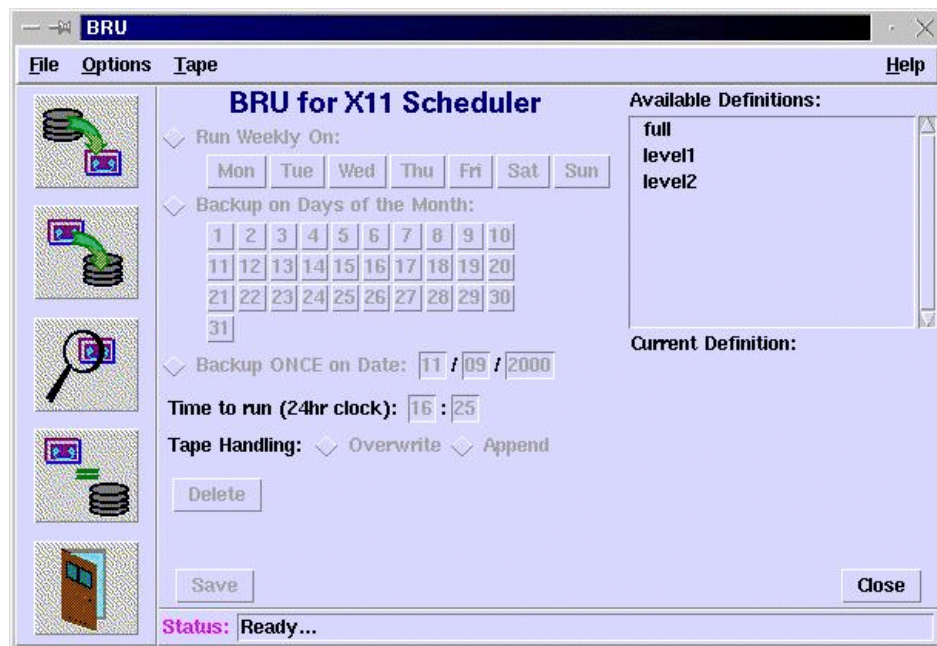 BRU
File Options Tape Help
BRU for X11 Scheduler
Run Weekly On:
Mon Tue Wed Thu Fri Sat Sun
Backup on Days of the Month:
1 2 3 4 5 6 7 8 9 10
11 12 13 14 15 16 17 18 19 20
21 22 23 24 25 26 27 28 29 30
31
Backup ONCE on Date: 11 / 09 / 2000
Time to run (24hr clock): 16 : 25
Tape Handling: Overwrite Append
Delete
Save
Available Definitions:
full
level1
level2
Current Definition:
Close
Status: Ready...